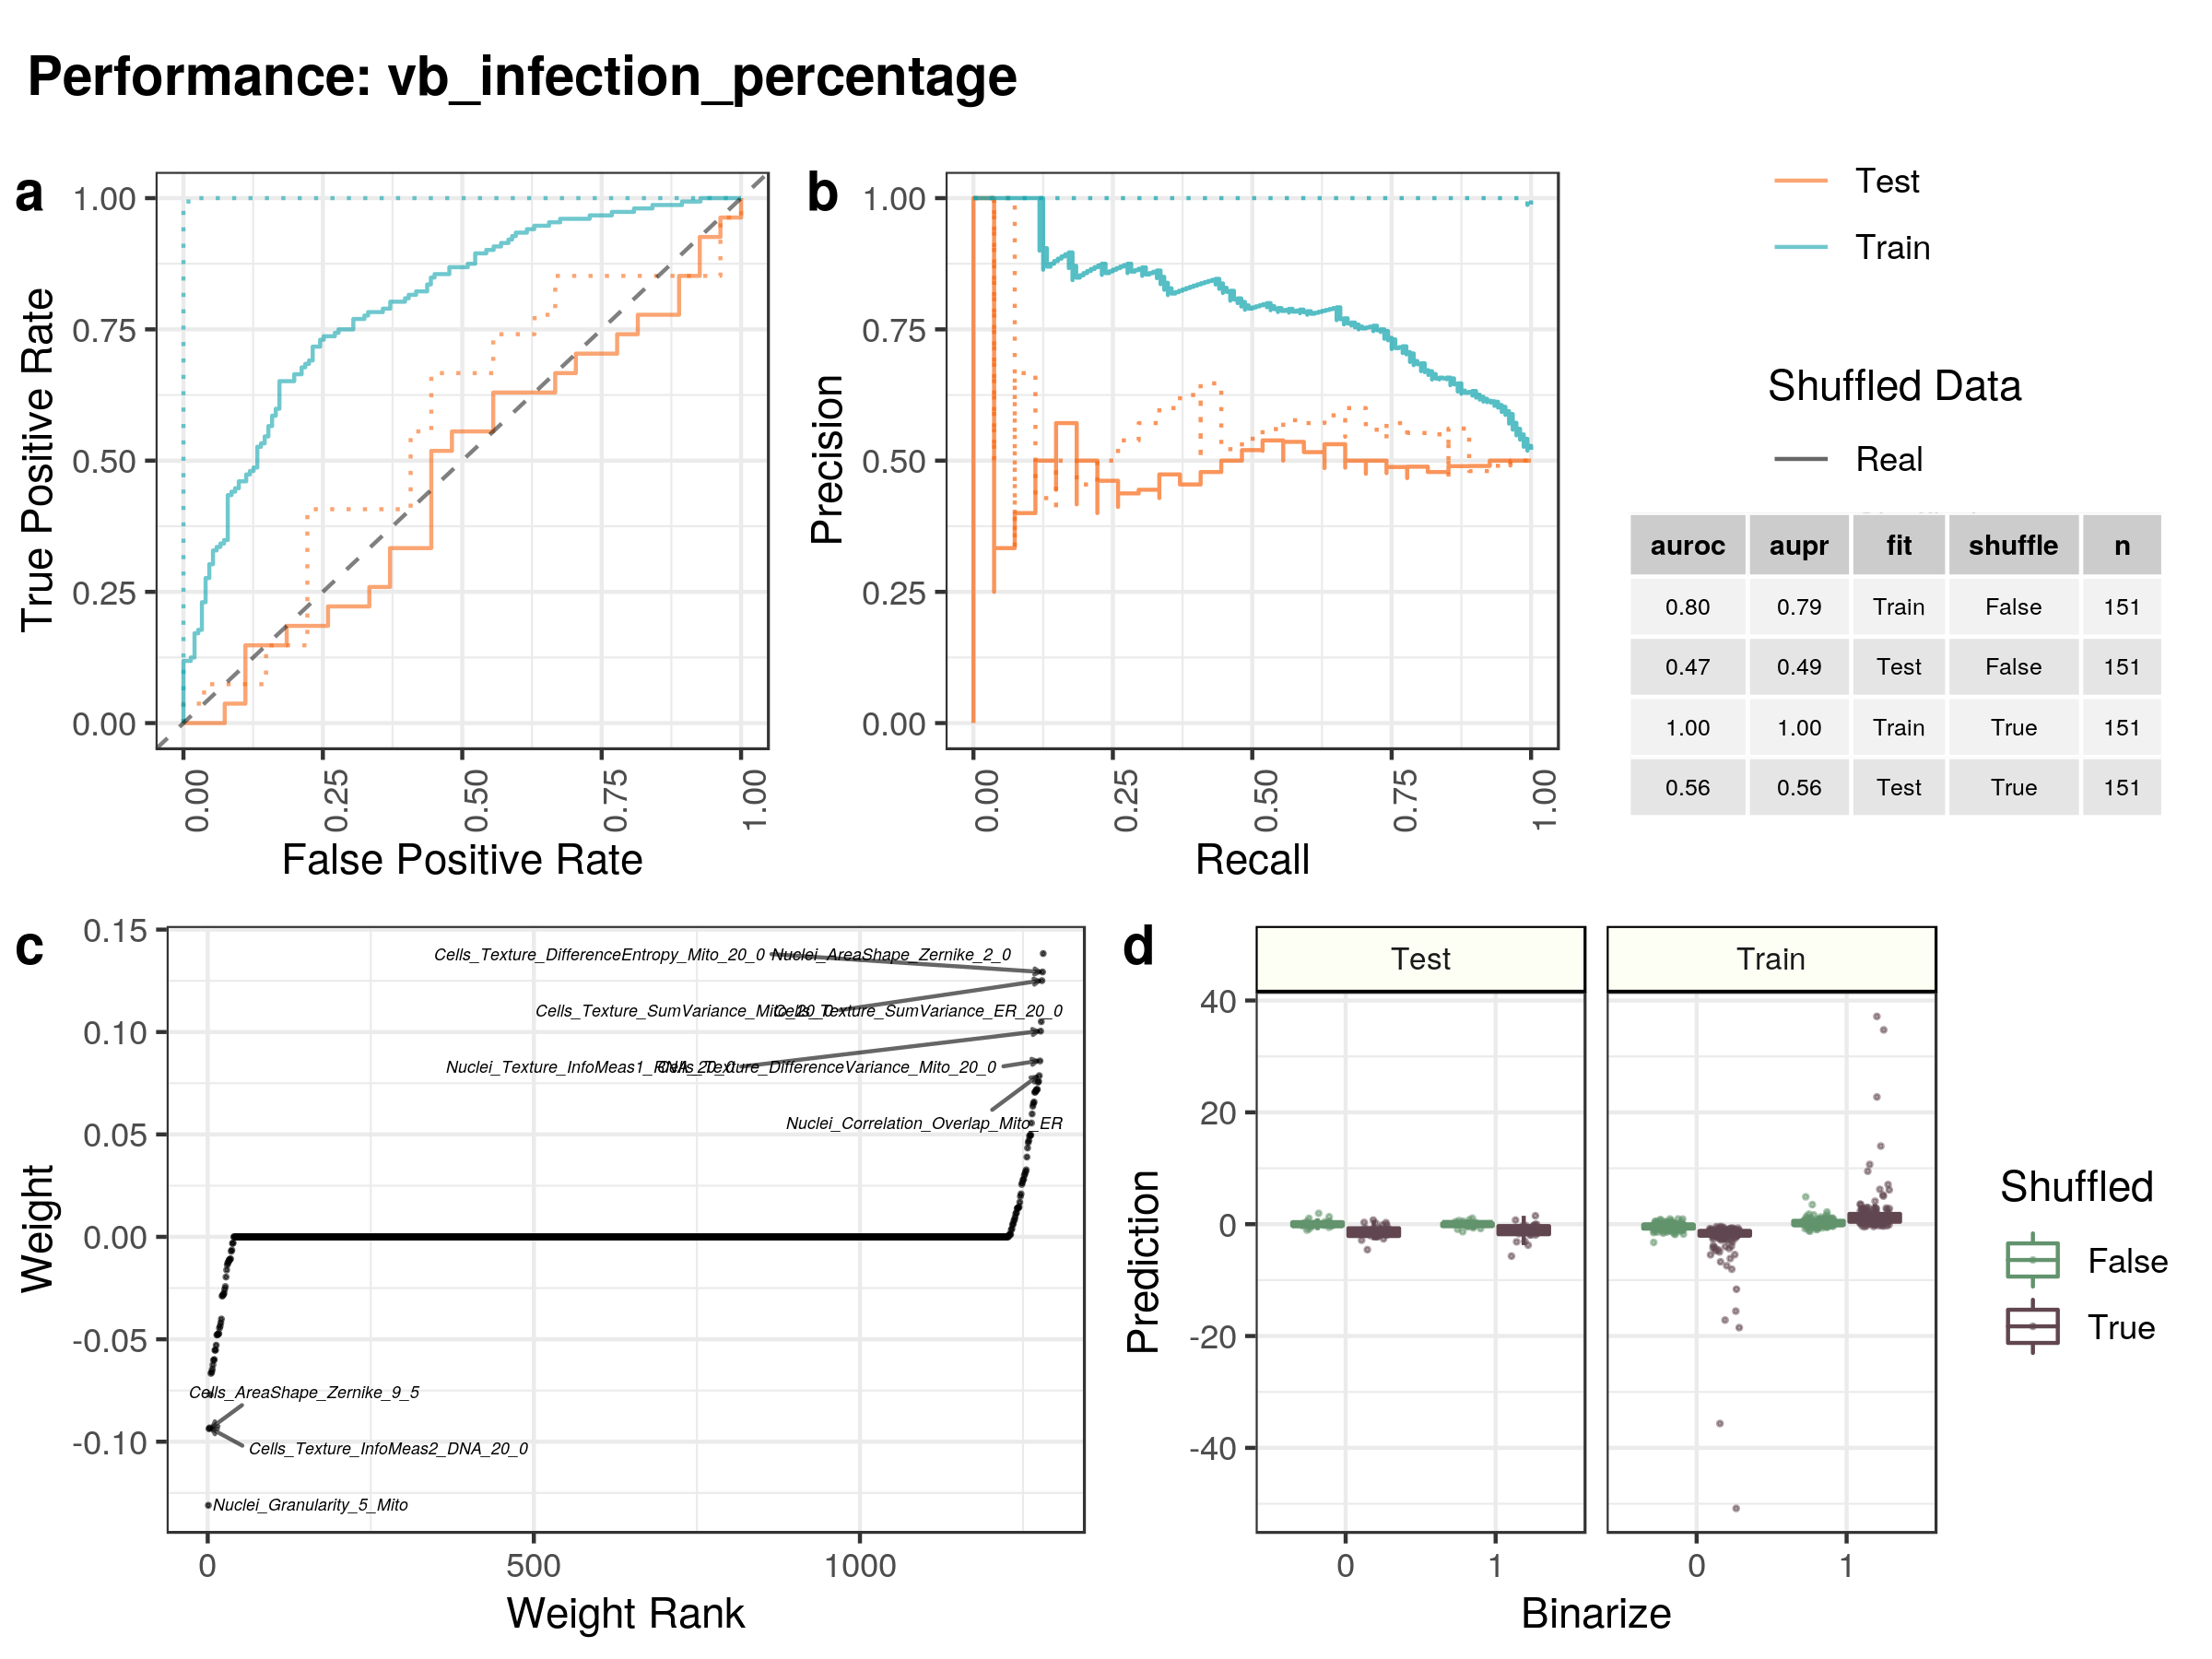 Performance: vb_infection_percentage
a
1.00
0.75
0.50
0.25
0.00
True Positive Rate
0.00
0.25
0.50
0.75
1.00
False Positive Rate
b
1.00
0.75
0.50
0.25
0.00
Precision
0.00
0.25
0.50
0.75
1.00
Recall
Test
Train
Shuffled Data
Real
auroc aupr fit shuffle n
0.80 0.79 Train False 151
0.47 0.49 Test False 151
1.00 1.00 Train True 151
0.56 0.56 Test True 151
c
0.15
0.10
0.05
0.00
-0.05
-0.10
Weight
Cells_Texture_DifferenceEntropy_Mito_20_0
Nuclei_AreaShape_Zernike_2_0
Cells_Texture_SumVariance_Mito_20_0
Cells_Texture_SumVariance_ER_20_0
Nuclei_Texture_InfoMeas1_RNA_20_0
Cells_Texture_DifferenceVariance_Mito_20_0
Nuclei_Correlation_Overlap_Mito_ER
Cells_AreaShape_Zernike_9_5
Cells_Texture_InfoMeas2_DNA_20_0
Nuclei_Granularity_5_Mito
0
500
1000
Weight Rank
d
Test
Train
40
20
0
-20
-40
Prediction
0
1
0
1
Binarize
Shuffled
False
True